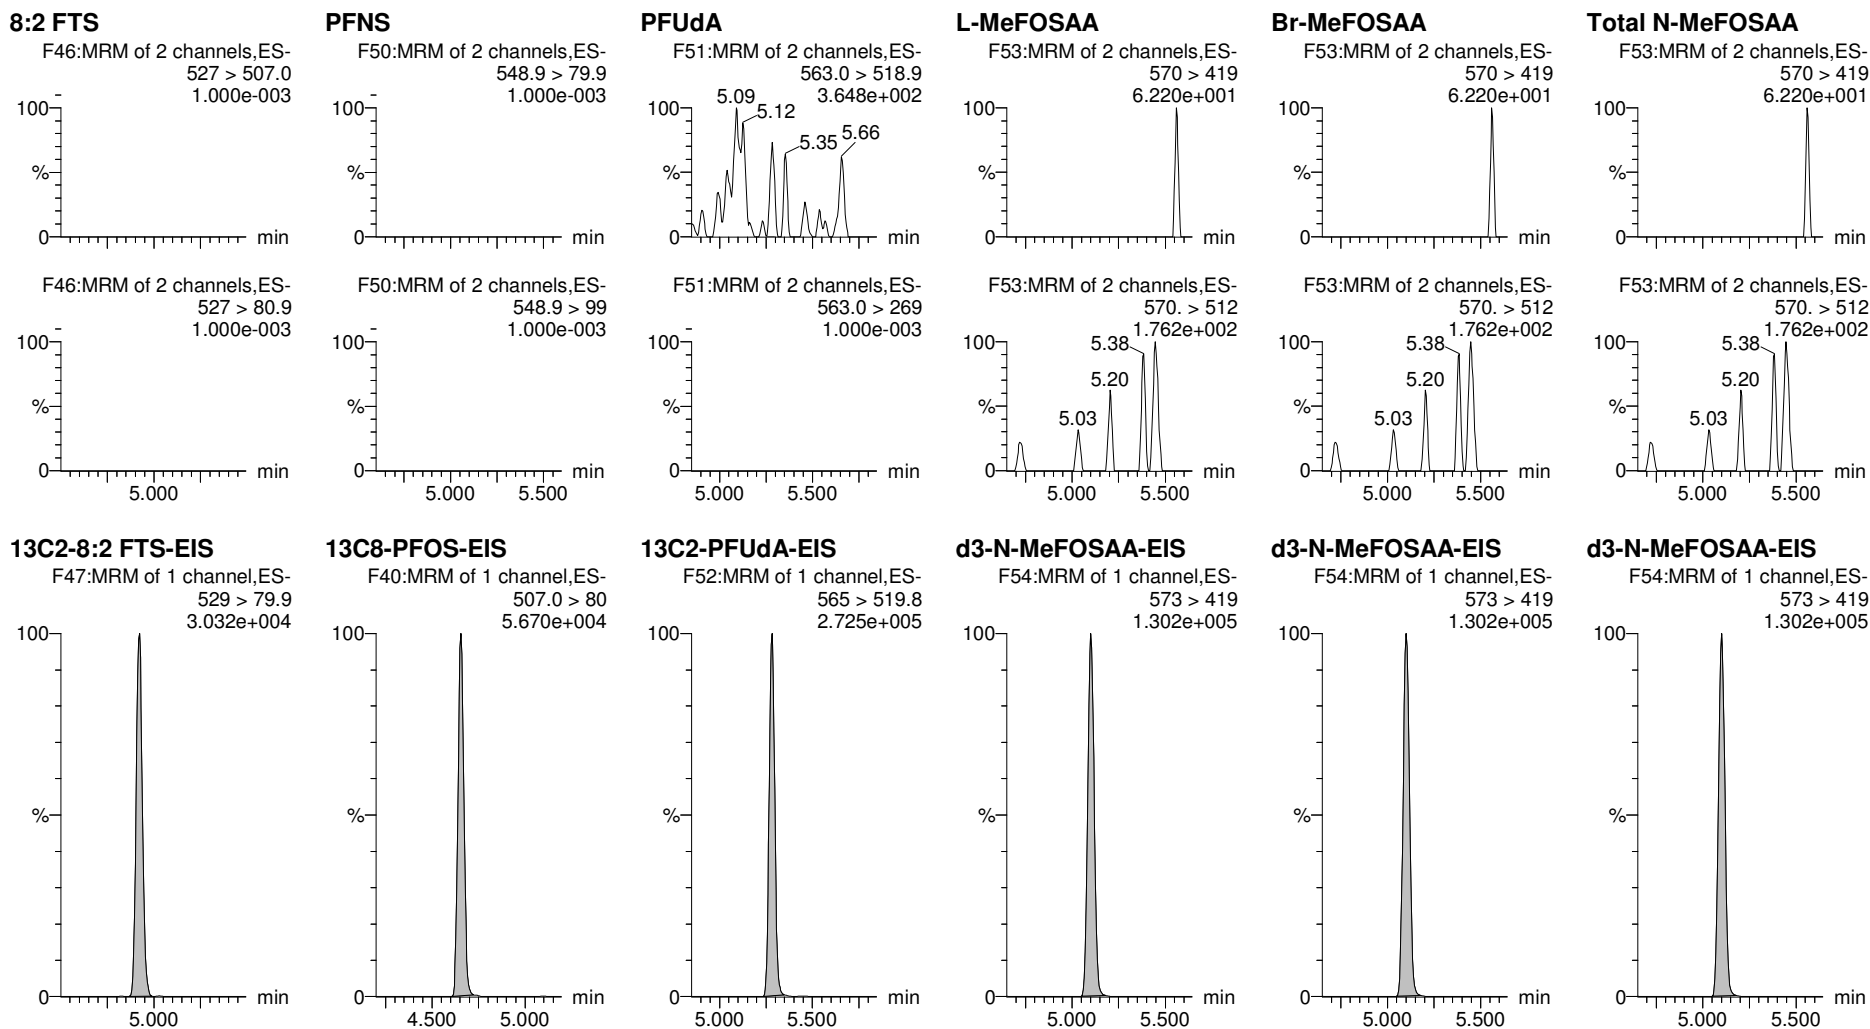 8:2 FTS
F46:MRM of 2 channels,ES-
527 > 507.0
1.000e-003
100
%
0
min
F46:MRM of 2 channels,ES-
527 > 80.9
1.000e-003
100
%
0
min
5.000
13C2-8:2 FTS-EIS
F47:MRM of 1 channel,ES-
529 > 79.9
3.032e+004
100
%
0
min
5.000
PFNS
F50:MRM of 2 channels,ES-
548.9 > 79.9
1.000e-003
100
%
0
min
F50:MRM of 2 channels,ES-
548.9 > 99
1.000e-003
100
%
0
min
5.000 5.500
13C8-PFOS-EIS
F40:MRM of 1 channel,ES-
507.0 > 80
5.670e+004
100
%
0
min
4.500 5.000
PFUdA
F51:MRM of 2 channels,ES-
563.0 > 518.9
3.648e+002
100
5.09
5.12
5.35
5.66
%
0
min
F51:MRM of 2 channels,ES-
563.0 > 269
1.000e-003
100
%
0
min
5.000 5.500
13C2-PFUdA-EIS
F52:MRM of 1 channel,ES-
565 > 519.8
2.725e+005
100
%
0
min
5.000 5.500
L-MeFOSAA
F53:MRM of 2 channels,ES-
570 > 419
6.220e+001
100
%
0
min
F53:MRM of 2 channels,ES-
570. > 512
1.762e+002
100
5.38
5.20
5.03
%
0
min
5.000 5.500
d3-N-MeFOSAA-EIS
F54:MRM of 1 channel,ES-
573 > 419
1.302e+005
100
%
0
min
5.000 5.500
Br-MeFOSAA
F53:MRM of 2 channels,ES-
570 > 419
6.220e+001
100
%
0
min
F53:MRM of 2 channels,ES-
570. > 512
1.762e+002
100
5.38
5.20
5.03
%
0
min
5.000 5.500
d3-N-MeFOSAA-EIS
F54:MRM of 1 channel,ES-
573 > 419
1.302e+005
100
%
0
min
5.000 5.500
Total N-MeFOSAA
F53:MRM of 2 channels,ES-
570 > 419
6.220e+001
100
%
0
min
F53:MRM of 2 channels,ES-
570. > 512
1.762e+002
100
5.38
5.20
5.03
%
0
min
5.000 5.500
d3-N-MeFOSAA-EIS
F54:MRM of 1 channel,ES-
573 > 419
1.302e+005
100
%
0
min
5.000 5.500